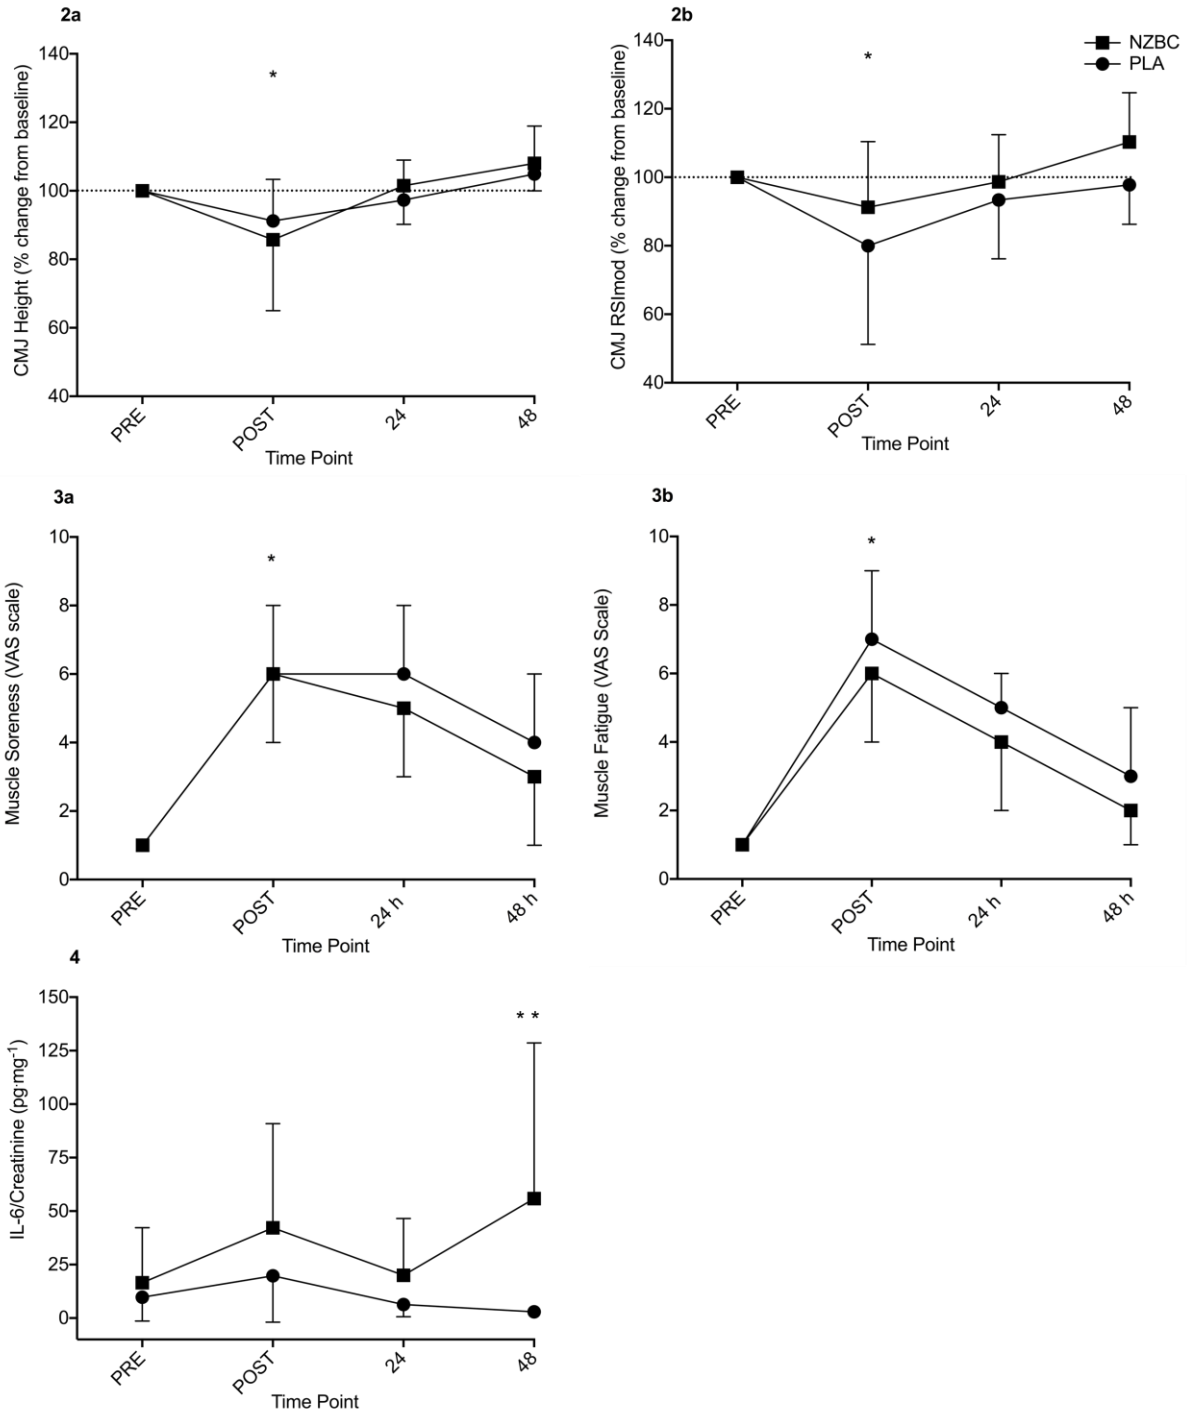 2a
CMJ Height (% change from baseline)
140
120
100
80
60
40
*
PRE
POST
24
48
Time Point
2b
CMJ RSImod (% change from baseline)
140
120
100
80
60
40
*
NZBC
PLA
PRE
POST
24
48
Time Point
3a
Muscle Soreness (VAS scale)
10
8
6
4
2
0
*
PRE
POST
24 h
48 h
Time Point
3b
Muscle Fatigue (VAS Scale)
10
8
6
4
2
0
*
PRE
POST
24 h
48 h
Time Point
4
IL-6/Creatinine (pg·mg⁻¹)
150
125
100
75
50
25
0
* *
PRE
POST
24
48
Time Point